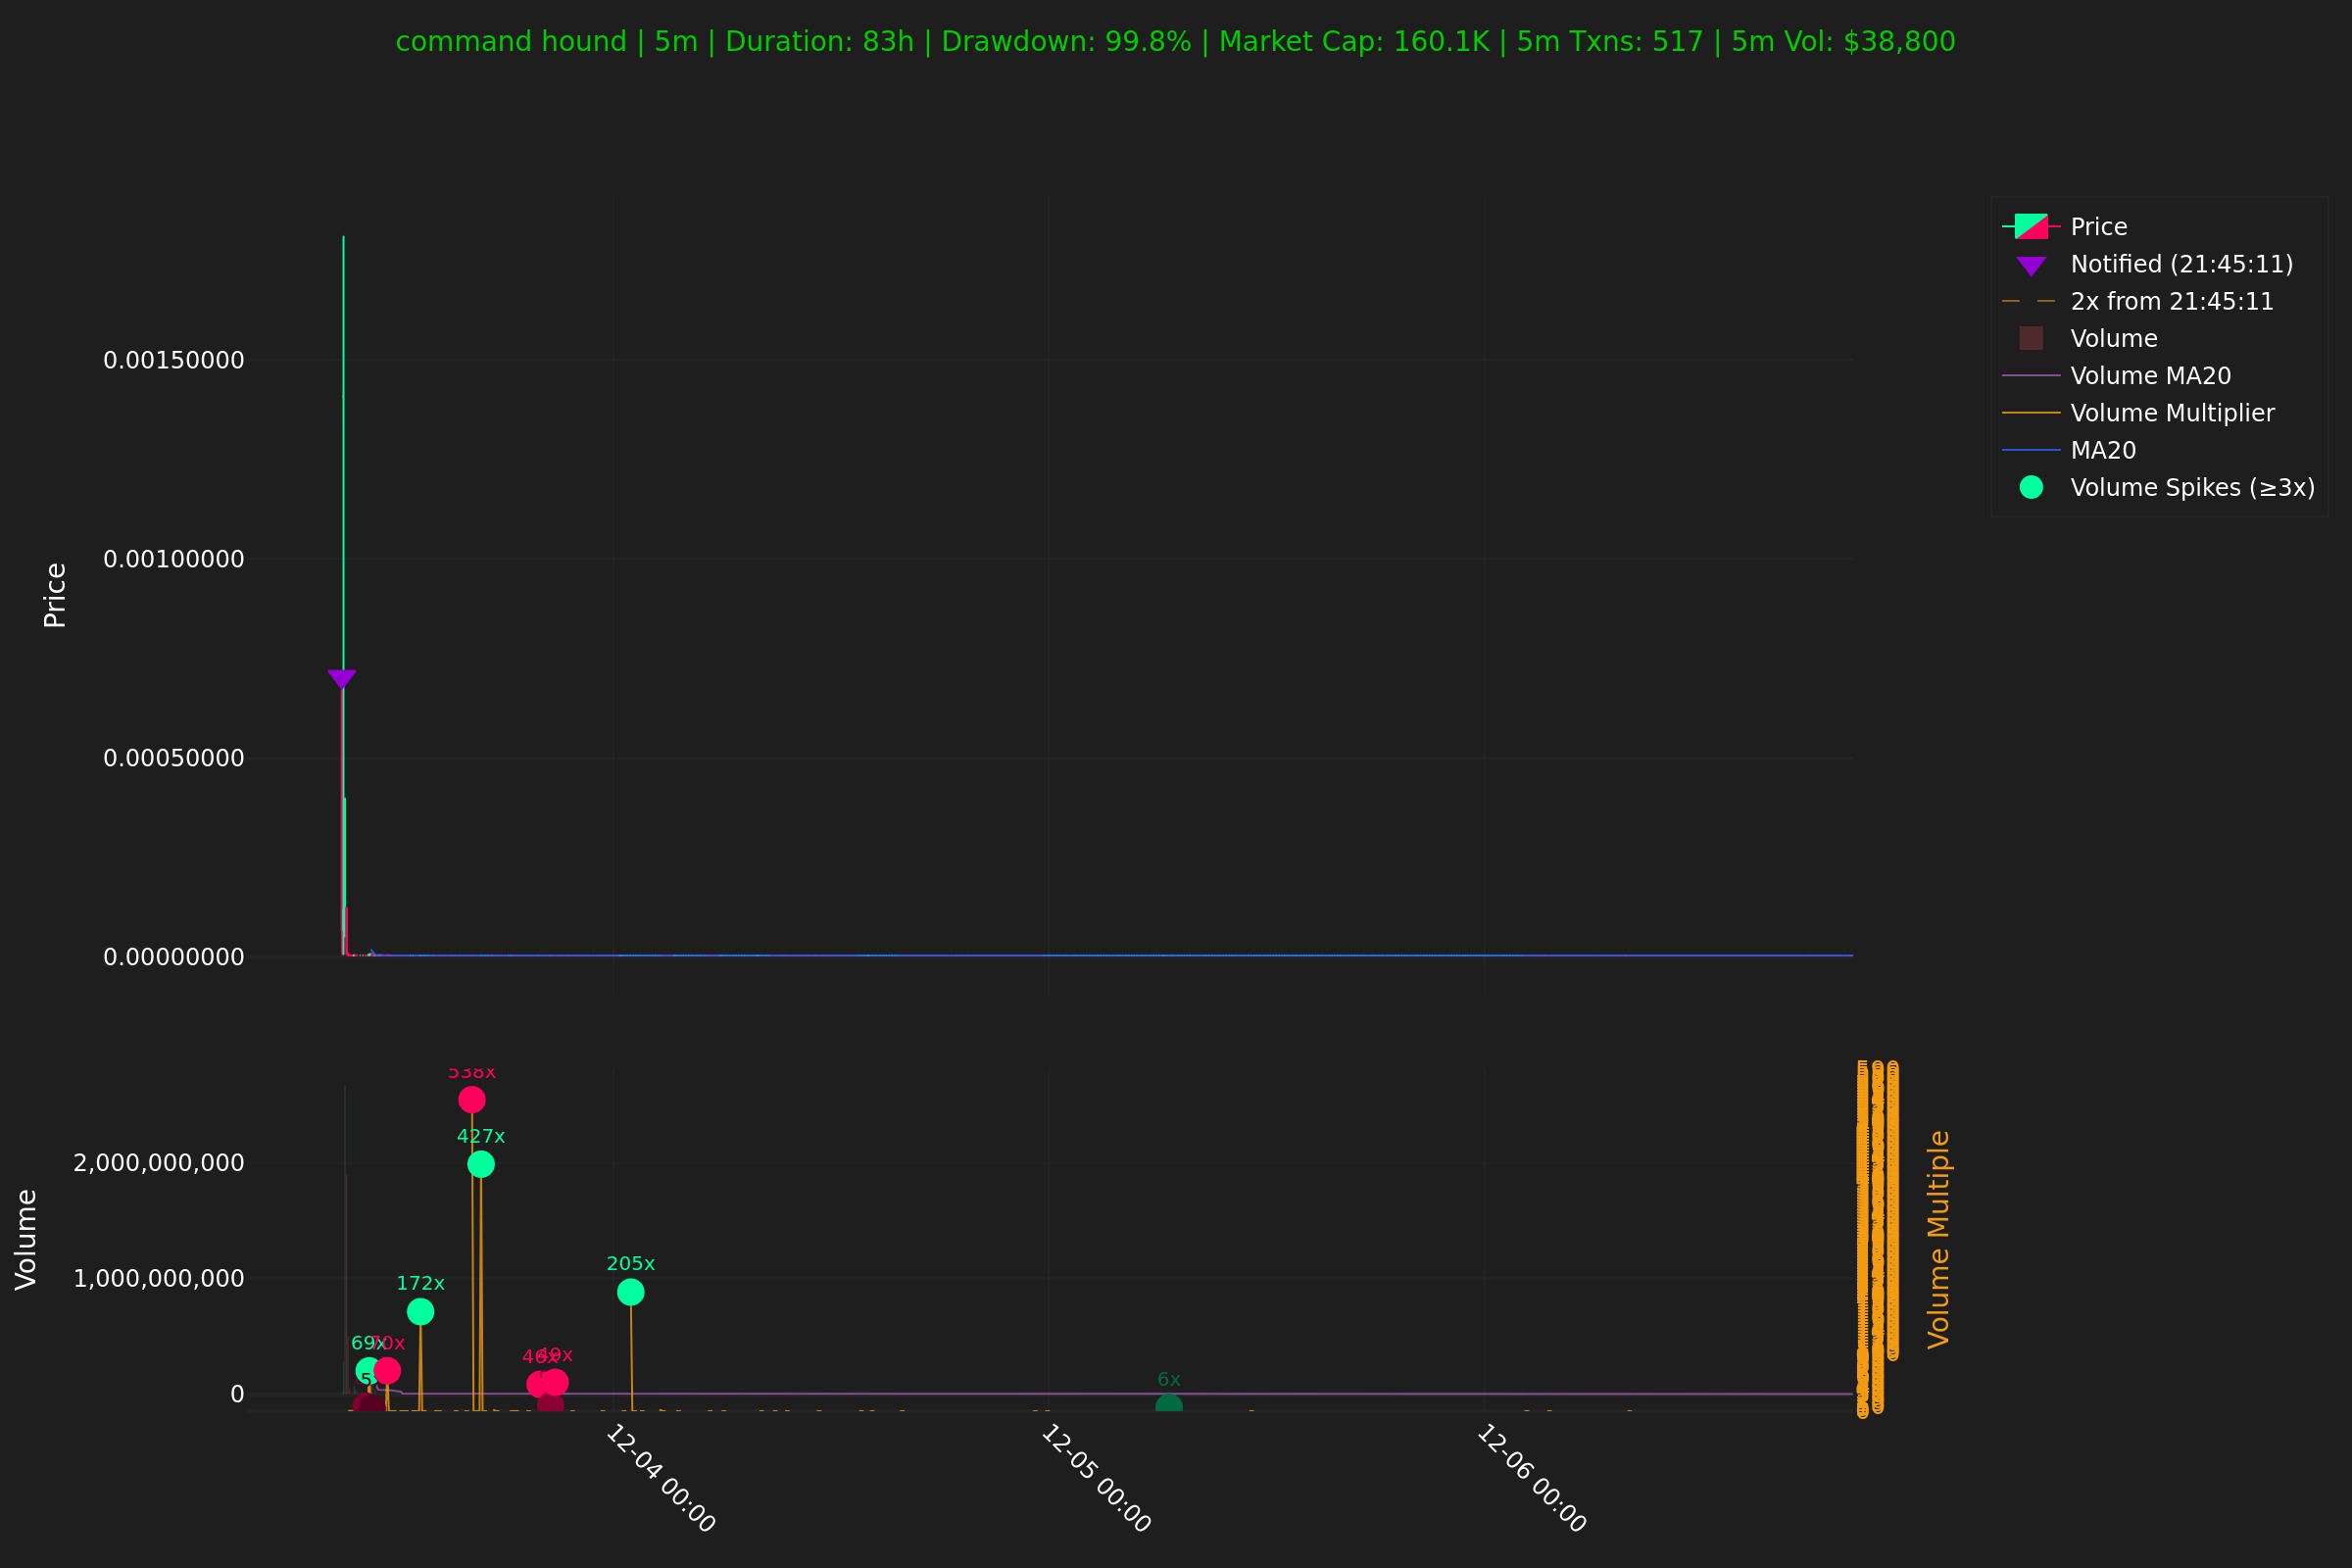 command hound | 5m | Duration: 83h | Drawdown: 99.8% | Market Cap: 160.1K | 5m Txns: 517 | 5m Vol: $38,800
Price
Notified (21:45:11)
2x from 21:45:11
Volume
Volume MA20
Volume Multiplier
MA20
Volume Spikes (≥3x)
0.00150000
0.00100000
0.00050000
0.00000000
Price
538x
427x
205x
172x
69x
70x
49x
6x
2,000,000,000
1,000,000,000
0
Volume
Volume Multiple
12-04 00:00
12-05 00:00
12-06 00:00